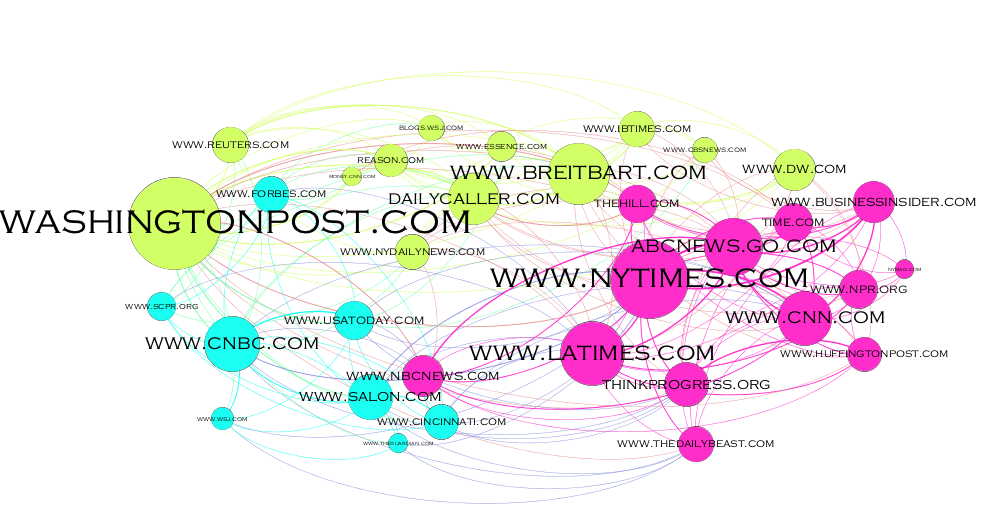 BLOGS.WSJ.COM
WWW.IBTIMES.COM
WWW.REUTERS.COM
WWW.ESSENCE.COM
WWW.CBSNEWS.COM
REASON.COM
WWW.BREITBART.COM
WWW.DW.COM
MONEY.CNN.COM
WWW.FORBES.COM
DAILYCALLER.COM
THEHILL.COM
WWW.BUSINESSINSIDER.COM
WASHINGTONPOST.COM
TIME.COM
ABCNEWS.GO.COM
WWW.NYDAILYNEWS.COM
NYMAG.COM
WWW.NYTIMES.COM
WWW.NPR.ORG
WWW.SCPR.ORG
WWW.USATODAY.COM
WWW.CNN.COM
WWW.CNBC.COM
WWW.LATIMES.COM
WWW.HUFFINGTONPOST.COM
WWW.NBCNEWS.COM
THINKPROGRESS.ORG
WWW.SALON.COM
WWW.WSJ.COM
WWW.CINCINNATI.COM
WWW.THEGUARDIAN.COM
WWW.THEDAILYBEAST.COM